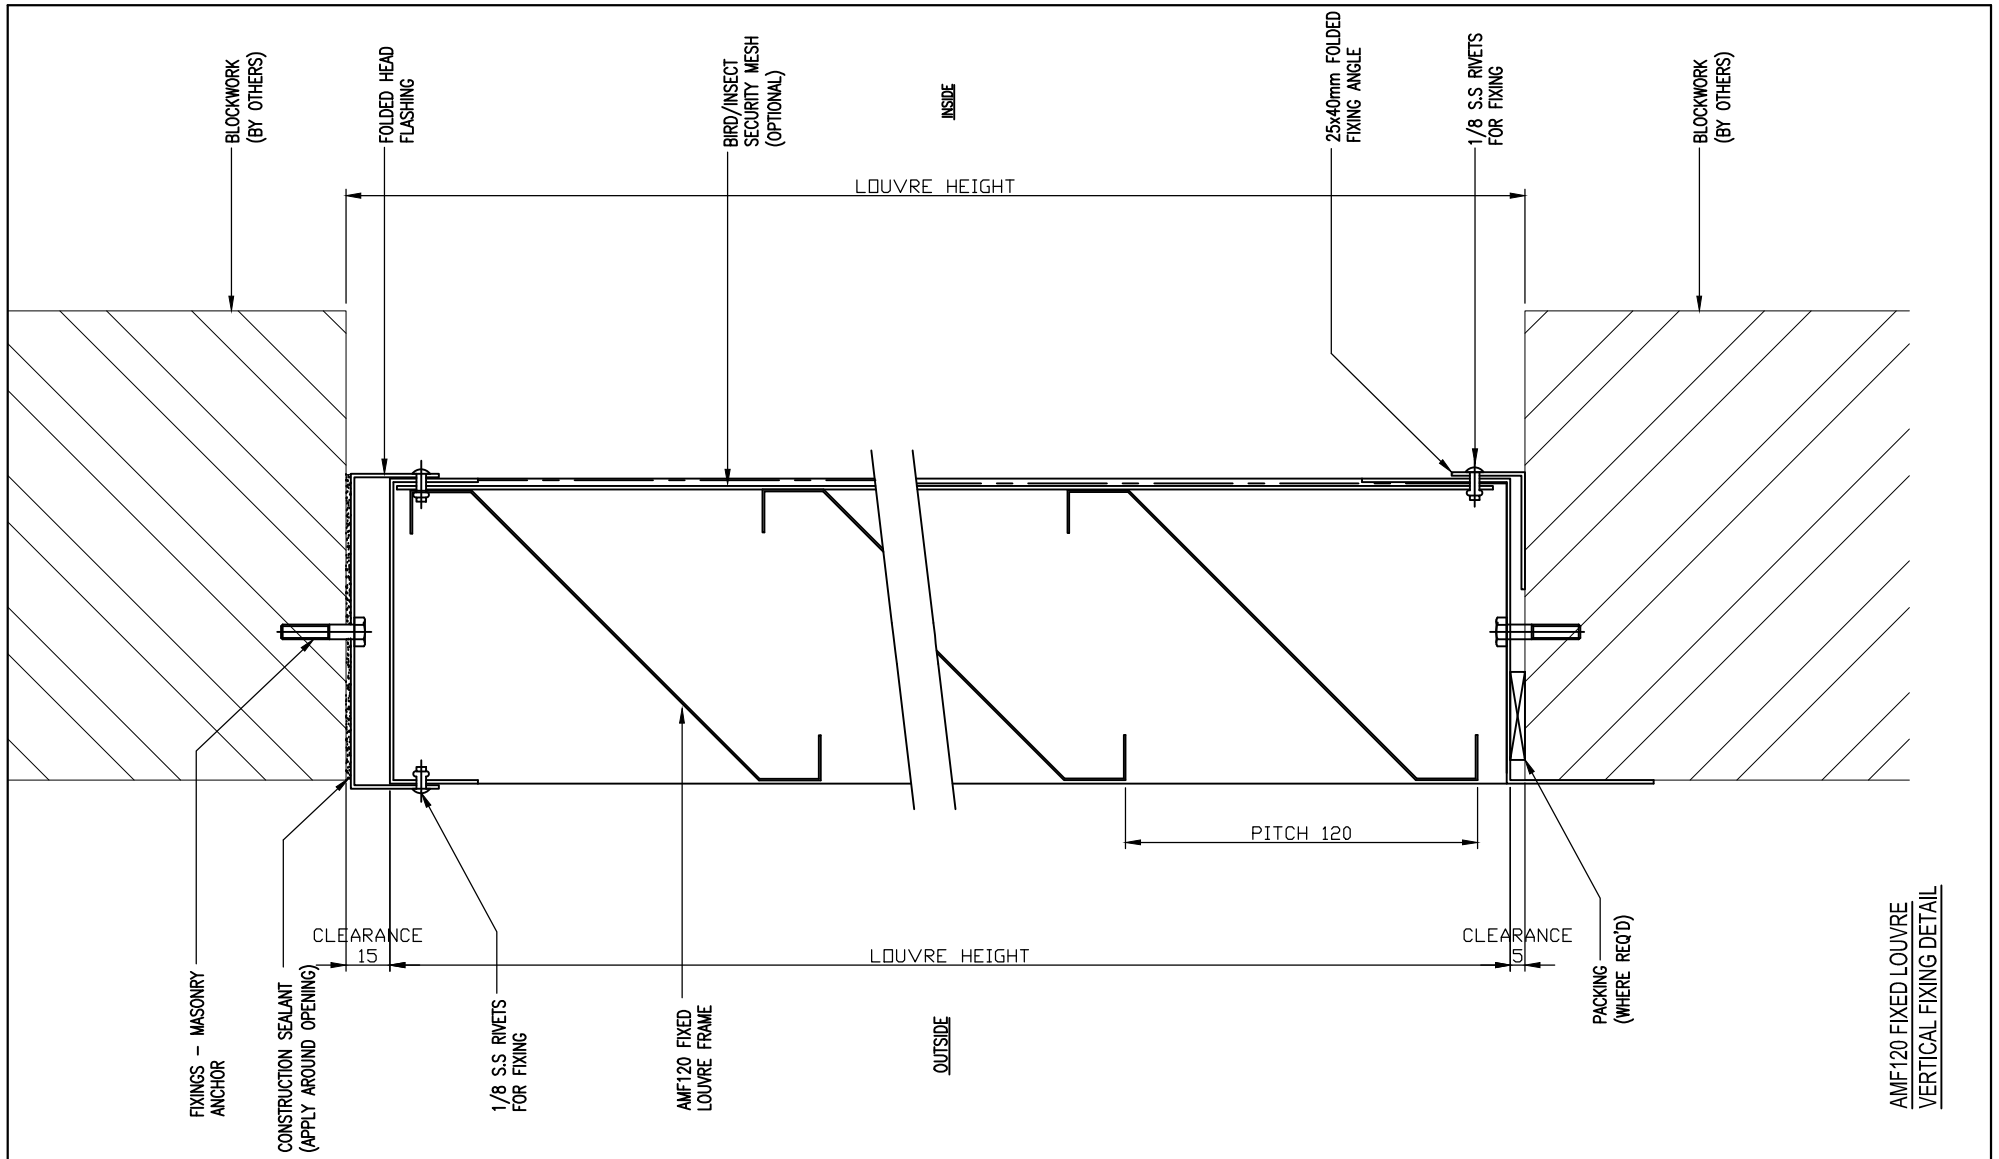 BLOCKWORK
(BY OTHERS)
FOLDED HEAD
FLASHING
BIRD/INSECT
SECURITY MESH
(OPTIONAL)
INSIDE
25x40mm FOLDED
FIXING ANGLE
1/8 S.S RIVETS
FOR FIXING
BLOCKWORK
(BY OTHERS)
LOUVRE HEIGHT
PITCH 120
CLEARANCE
15
LOUVRE HEIGHT
CLEARANCE
5
FIXINGS - MASONRY
ANCHOR
CONSTRUCTION SEALANT
(APPLY AROUND OPENING)
1/8 S.S RIVETS
FOR FIXING
AMF120 FIXED
LOUVRE FRAME
OUTSIDE
PACKING
(WHERE REQ'D)
AMF120 FIXED LOUVRE
VERTICAL FIXING DETAIL